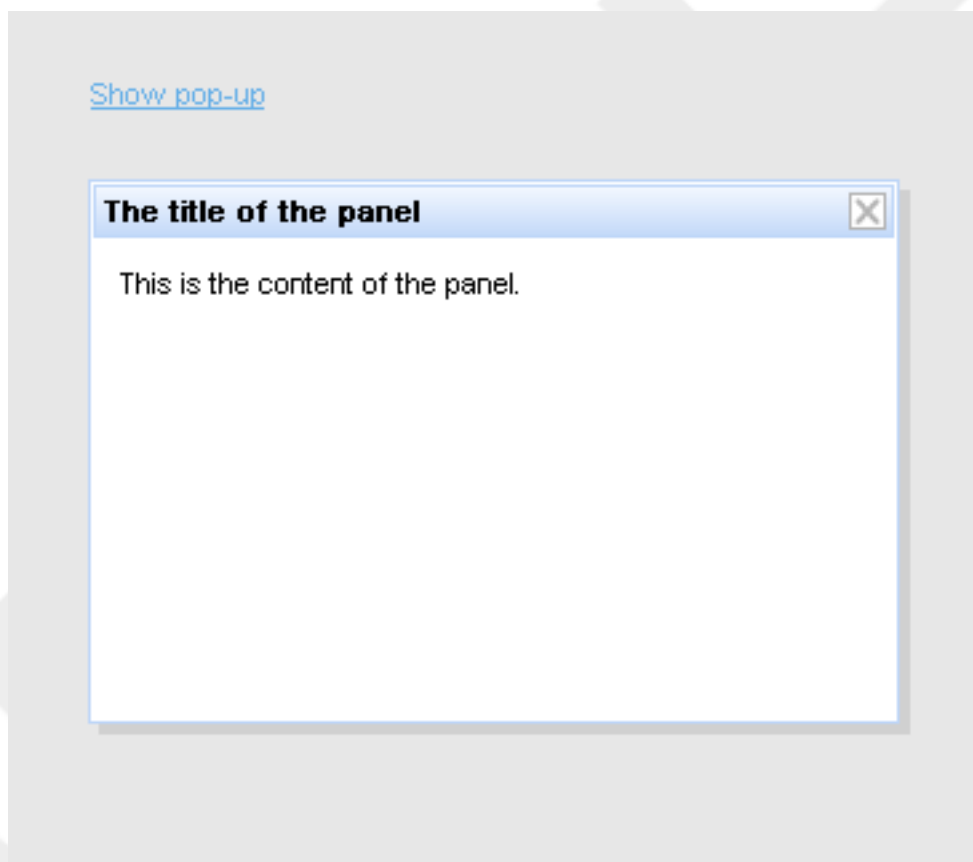 Show pop-up
The title of the panel
This is the content of the panel.